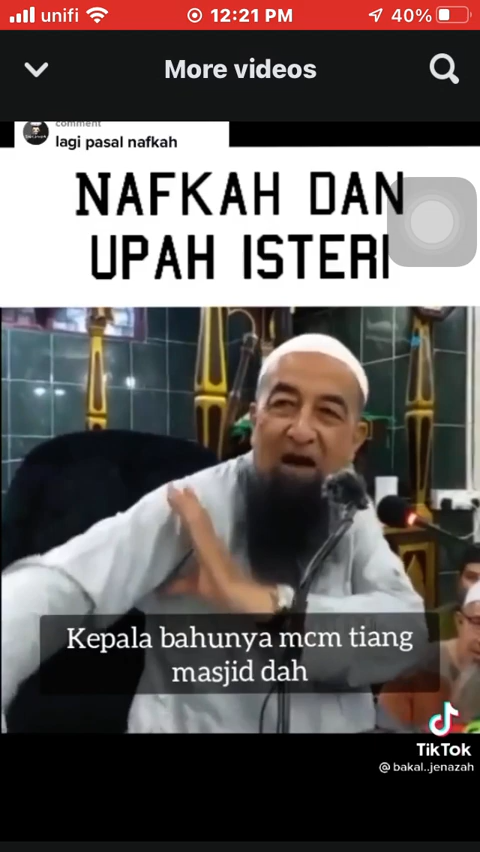 unifi 12:21 PM 40%
More videos
comment
lagi pasal nafkah
NAFKAH DAN
UPAH ISTERI
Kepala bahunya mcm tiang
masjid dah
TikTok
@bakal..jenazah